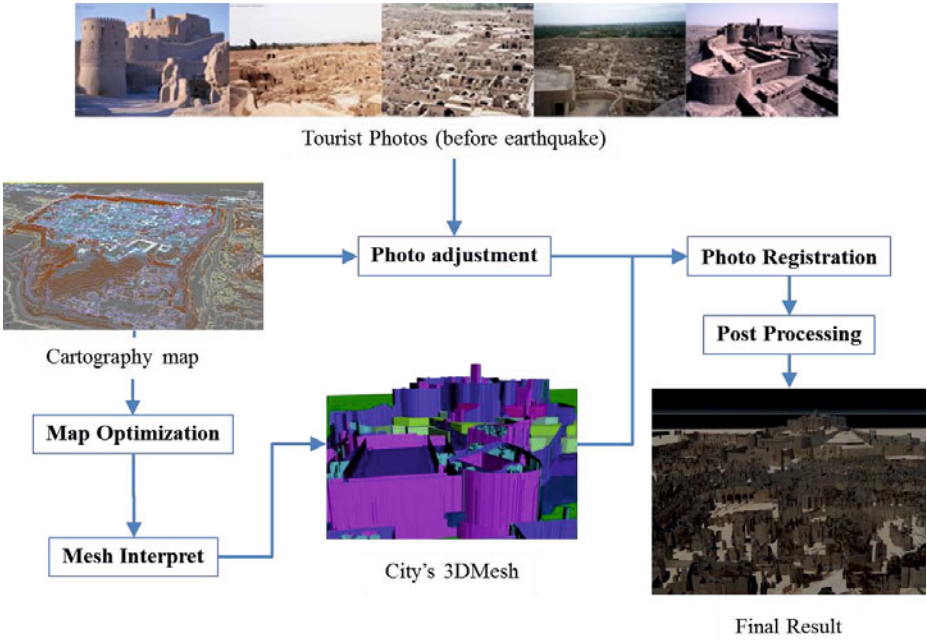 Tourist Photos (before earthquake)
Photo adjustment
Photo Registration
Cartography map
Post Processing
Map Optimization
Mesh Interpret
City's 3DMesh
Final Result